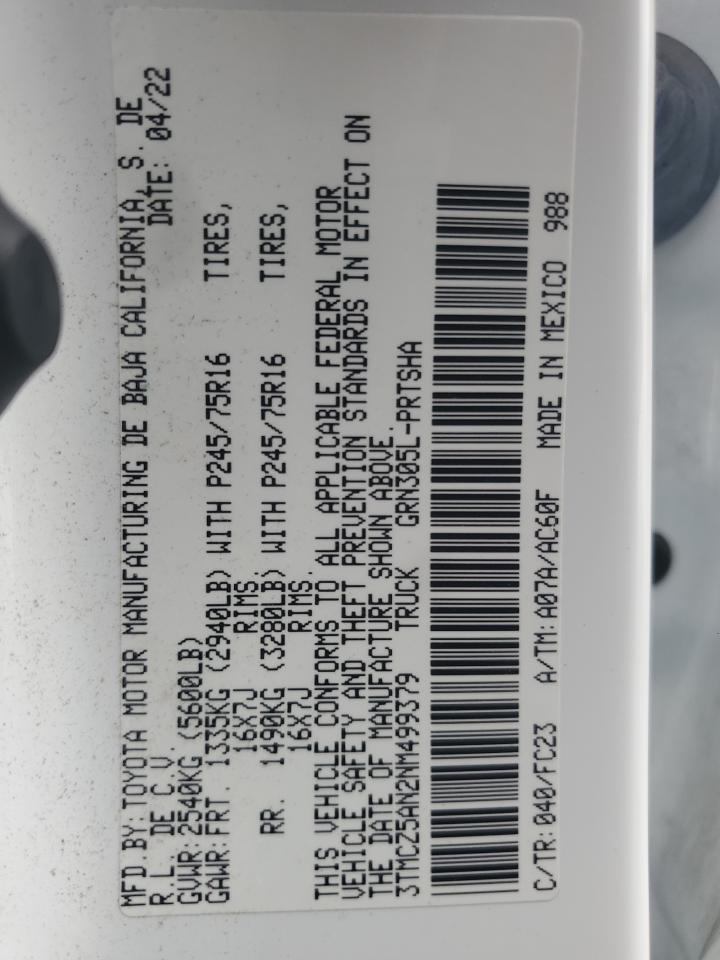 MFD.BY:TOYOTA MOTOR MANUFACTURING DE BAJA CALIFORNIA, S. DE
R.L. DE C.V. DATE: 04/22
GVWR:2540KG (5600LB)
GAWR:FRT. 1335KG (2940LB) WITH P245/75R16 TIRES,
16X7J RIMS.
RR. 1490KG (3280LB) WITH P245/75R16 TIRES,
16X7J RIMS.
THIS VEHICLE CONFORMS TO ALL APPLICABLE FEDERAL MOTOR
VEHICLE SAFETY AND THEFT PREVENTION STANDARDS IN EFFECT ON
THE DATE OF MANUFACTURE SHOWN ABOVE.
3TMCZ5AN2NM499379 TRUCK GRN305L-PRTSHA
C/TR:040/FC23 A/TM:A07A/AC60F MADE IN MEXICO 988